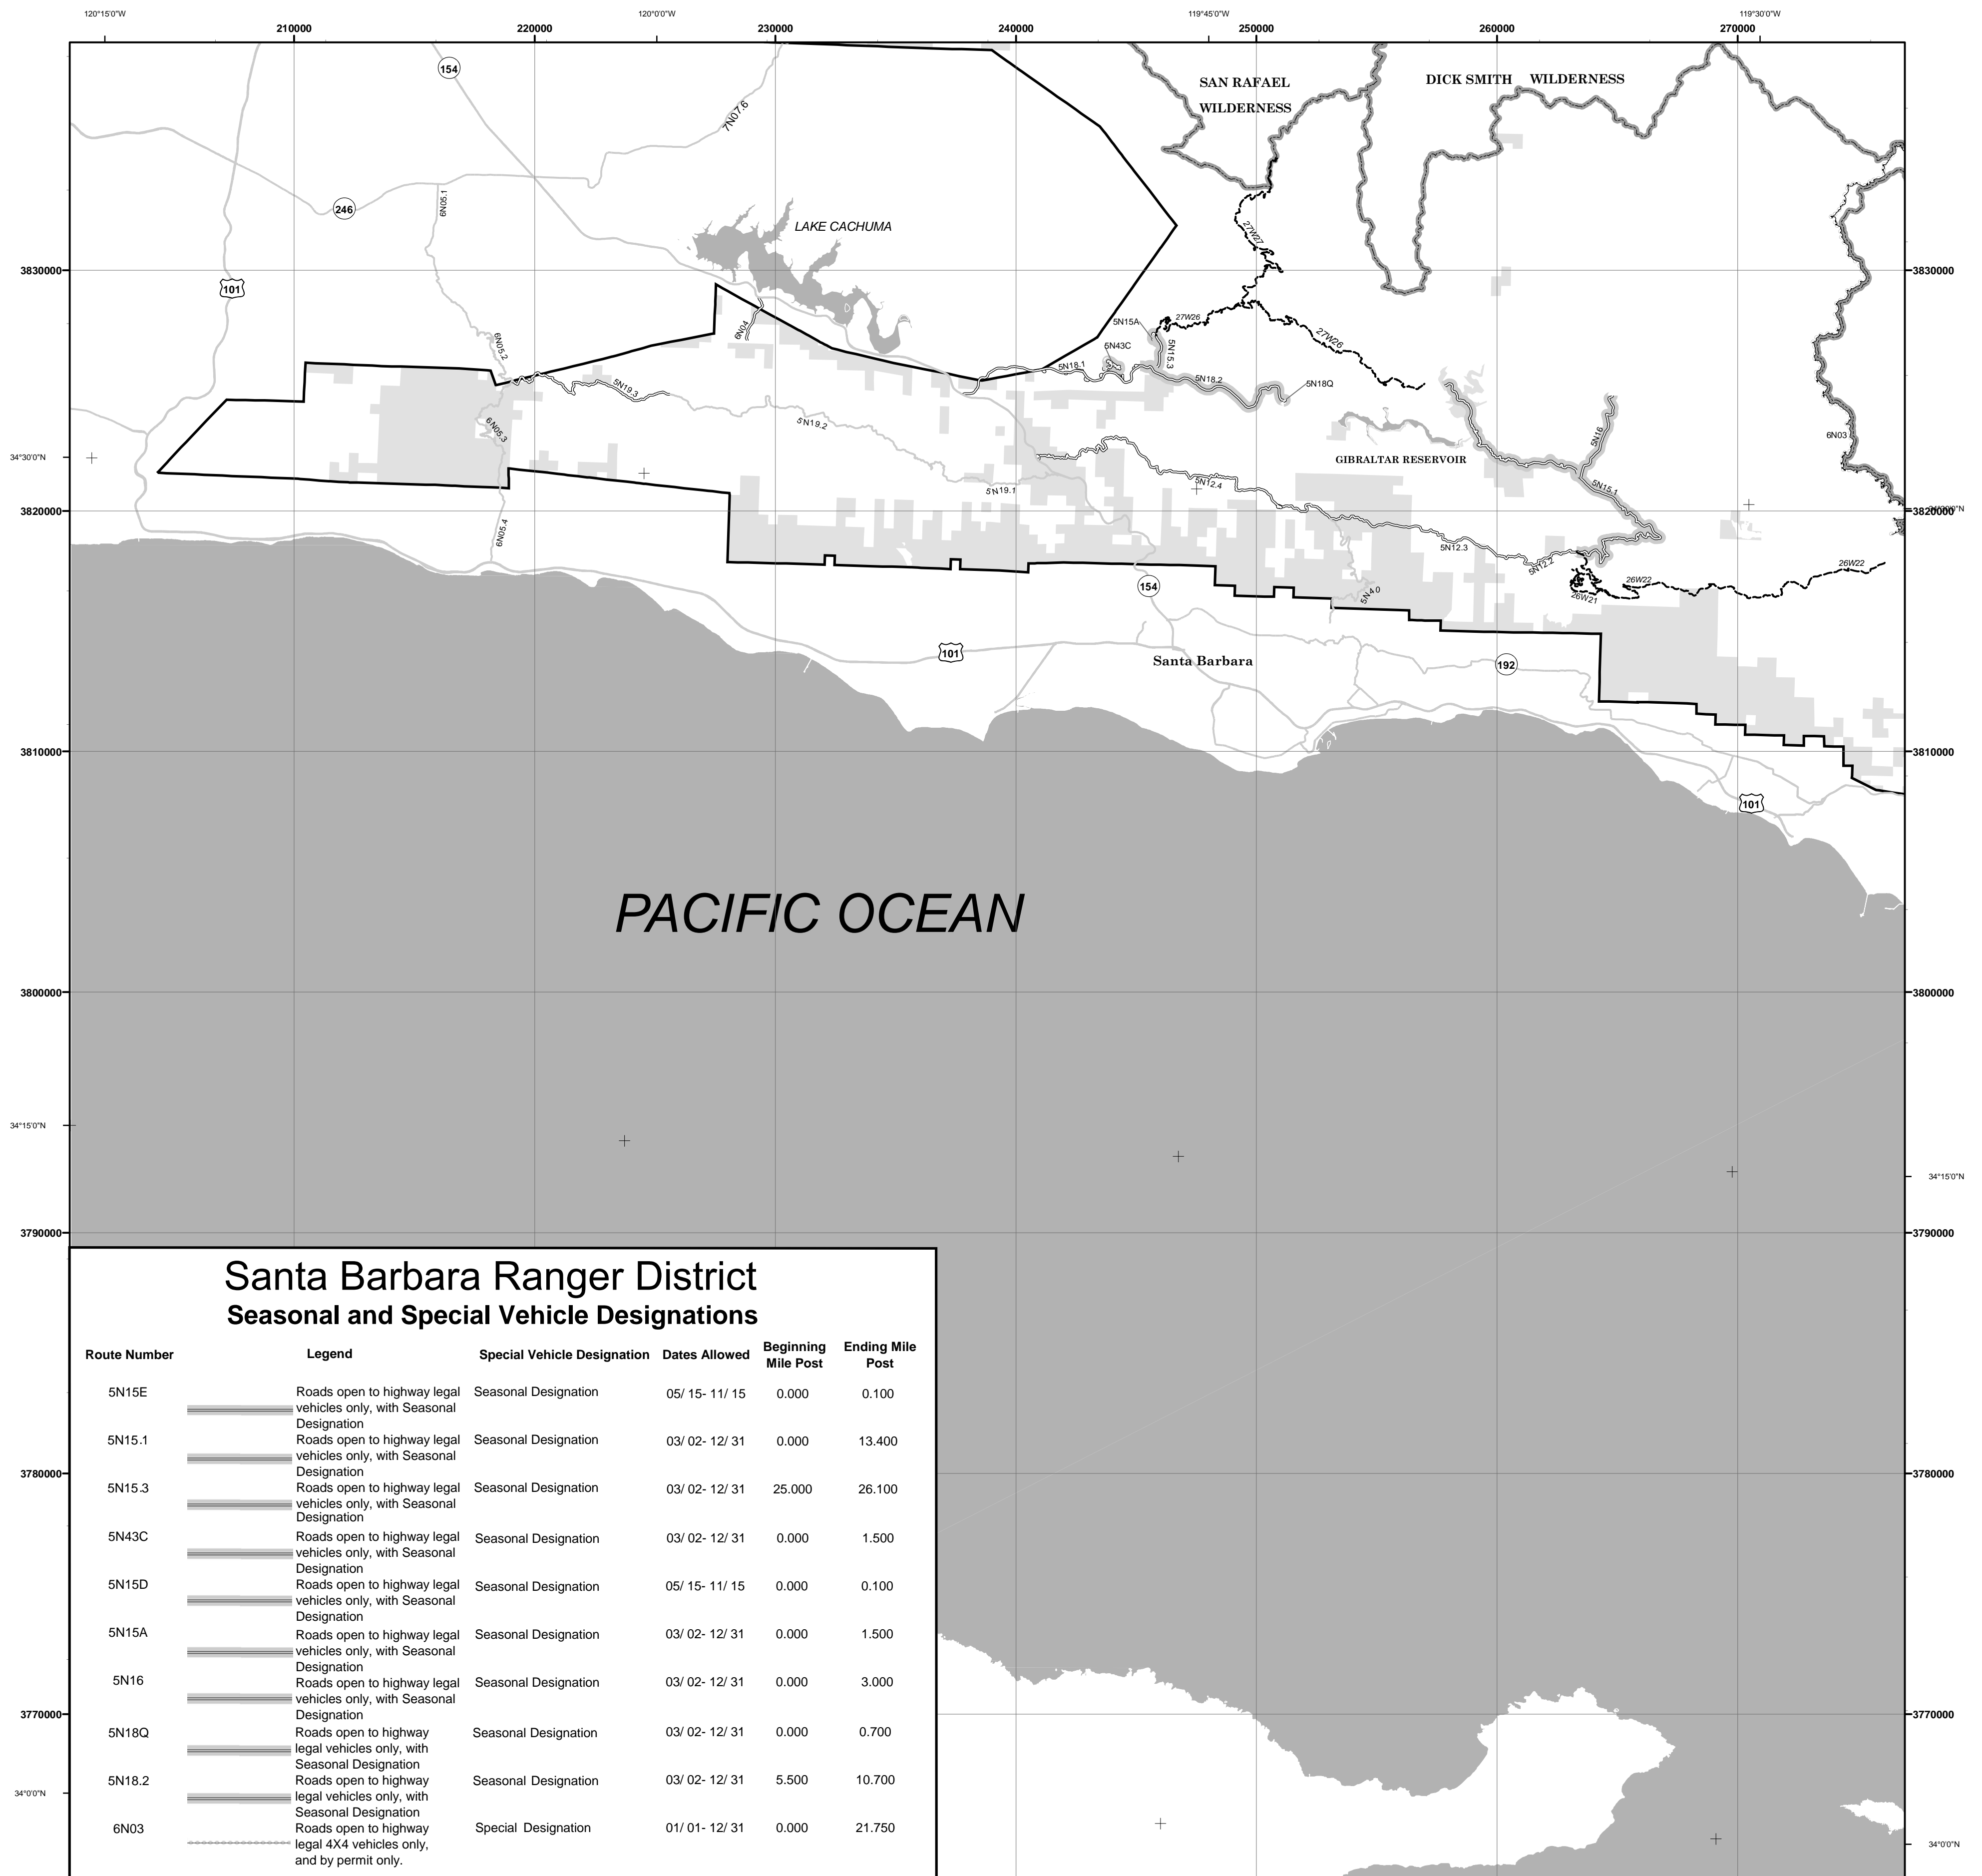 120°15'0"W 120°0'0"W 119°45'0"W 119°30'0"W
210000 220000 230000 240000 250000 260000 270000
154
SAN RAFAEL
WILDERNESS
DICK SMITH WILDERNESS
7N07.6
6N05.1
246
LAKE CACHUMA
27W27
3830000
3830000
101
5N15A
27W26
6N04
27W26
6N05.2
5N43C
5N15.3
5N18.1
5N18.2
5N18Q
5N19.3
5N19.2
6N05.3
5N16
6N03
34°30'0"N
GIBRALTAR RESERVOIR
5N12.4
5N19.1
5N15.1
3820000
3820000
6N05.4
5N12.3
5N12.2
26W22
26W22
154
5N4.0
26W21
101
Santa Barbara
192
3810000
3810000
101
PACIFIC OCEAN
3800000
3800000
34°15'0"N
34°15'0"N
3790000
3790000
Santa Barbara Ranger District
Seasonal and Special Vehicle Designations
Route Number Legend Special Vehicle Designation Dates Allowed Beginning Mile Post Ending Mile Post
5N15E Roads open to highway legal Seasonal Designation 05/ 15- 11/ 15 0.000 0.100
vehicles only, with Seasonal
Designation
5N15.1 Roads open to highway legal Seasonal Designation 03/ 02- 12/ 31 0.000 13.400
vehicles only, with Seasonal
Designation
3780000
3780000
5N15.3 Roads open to highway legal Seasonal Designation 03/ 02- 12/ 31 25.000 26.100
vehicles only, with Seasonal
Designation
5N43C Roads open to highway legal Seasonal Designation 03/ 02- 12/ 31 0.000 1.500
vehicles only, with Seasonal
Designation
5N15D Roads open to highway legal Seasonal Designation 05/ 15- 11/ 15 0.000 0.100
vehicles only, with Seasonal
Designation
5N15A Roads open to highway legal Seasonal Designation 03/ 02- 12/ 31 0.000 1.500
vehicles only, with Seasonal
Designation
5N16 Roads open to highway legal Seasonal Designation 03/ 02- 12/ 31 0.000 3.000
vehicles only, with Seasonal
Designation
3770000
3770000
5N18Q Roads open to highway Seasonal Designation 03/ 02- 12/ 31 0.000 0.700
legal vehicles only, with
Seasonal Designation
5N18.2 Roads open to highway Seasonal Designation 03/ 02- 12/ 31 5.500 10.700
legal vehicles only, with
Seasonal Designation
34°0'0"N
6N03 Roads open to highway Special Designation 01/ 01- 12/ 31 0.000 21.750
legal 4X4 vehicles only,
and by permit only.
34°0'0"N